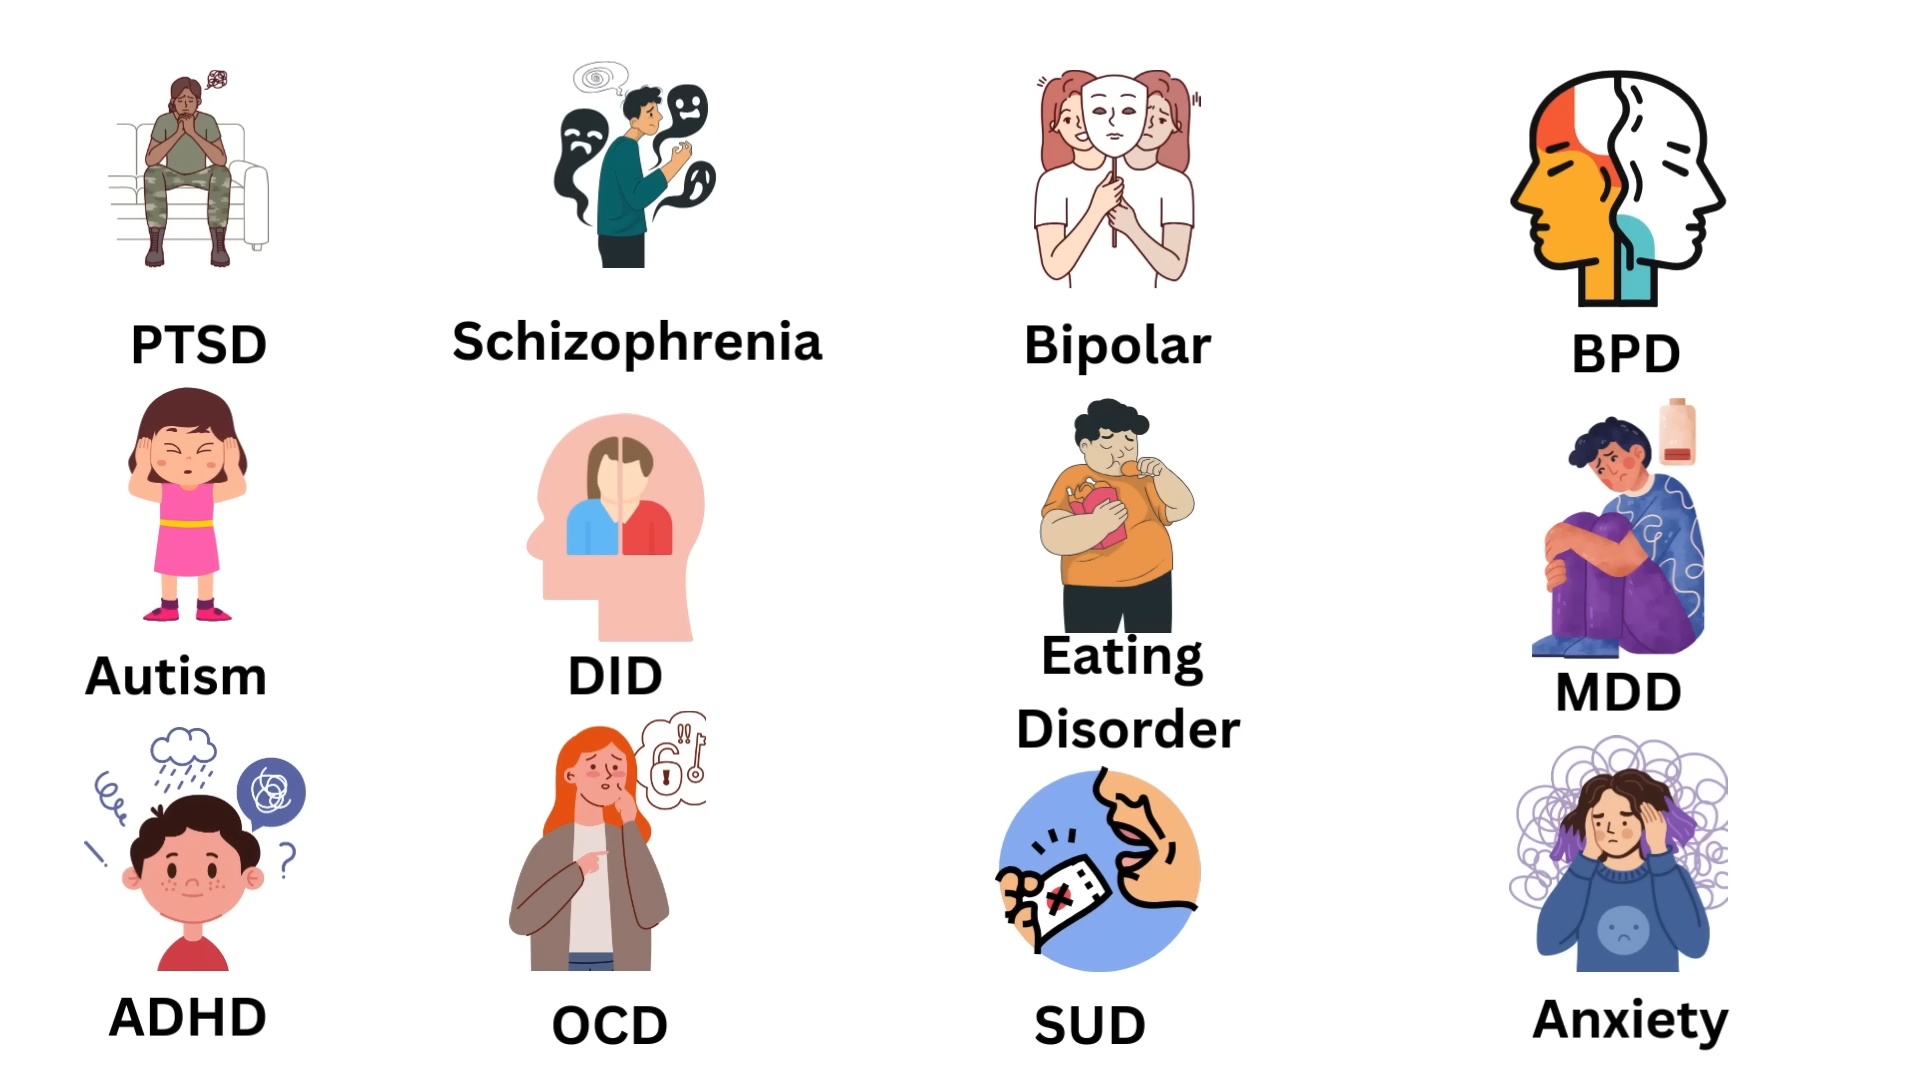 PTSD
Schizophrenia
Bipolar
BPD
Autism
DID
Eating
Disorder
MDD
?
!!
ADHD
OCD
SUD
Anxiety